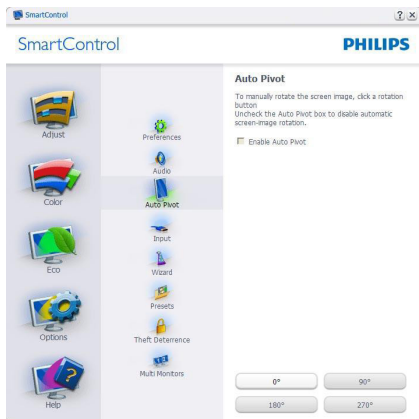 SmartControl
SmartControl
PHILIPS
Adjust
Color
Eco
Options
Help
Preferences
Audio
Auto Pivot
Input
Wizard
Presets
Theft Deterrence
Multi Monitors
Auto Pivot
To manually rotate the screen image, click a rotation
button
Uncheck the Auto Pivot box to disable automatic
screen-image rotation.
Enable Auto Pivot
0°
90°
180°
270°